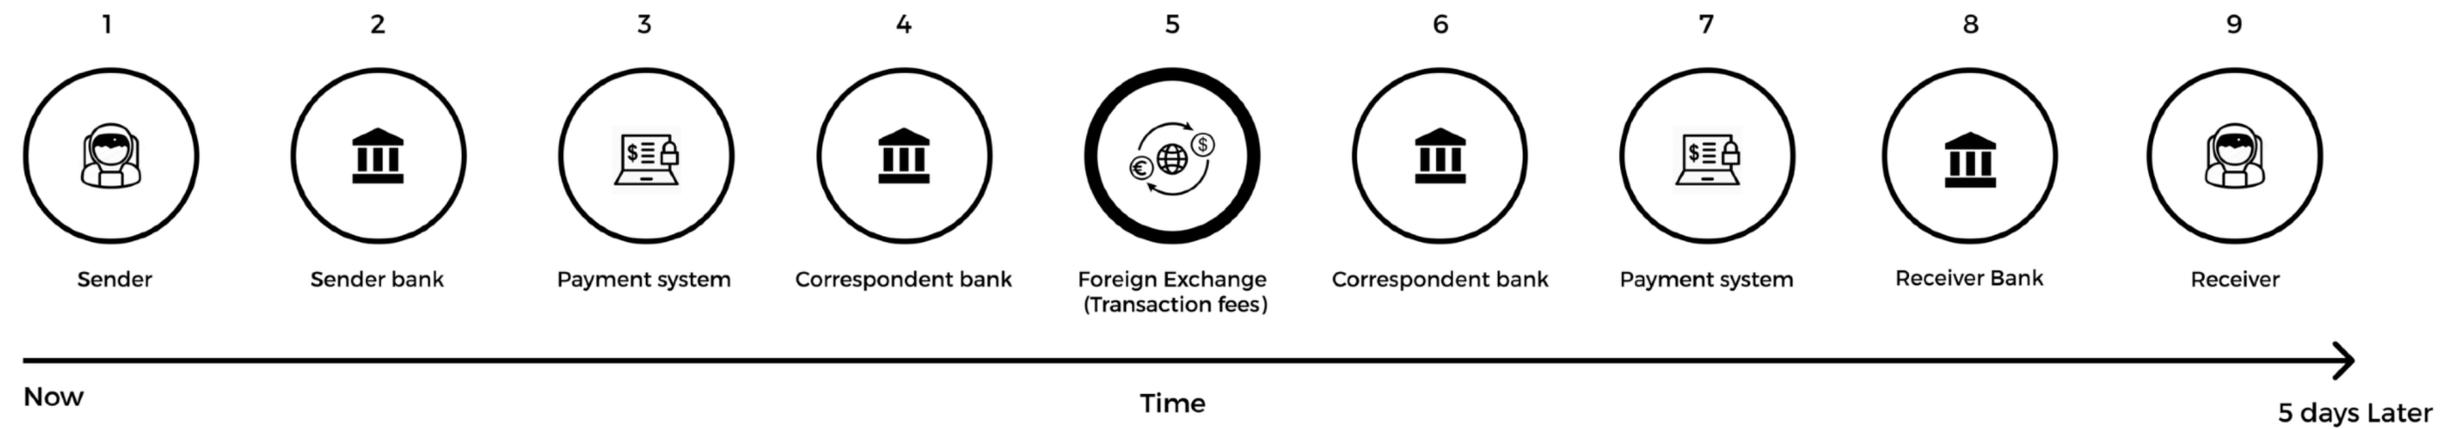 1 2 3 4 5 6 7 8 9
$ $ € $
Sender Sender bank Payment system Correspondent bank Foreign Exchange Correspondent bank Payment system Receiver Bank Receiver
(Transaction fees)
Now Time 5 days Later